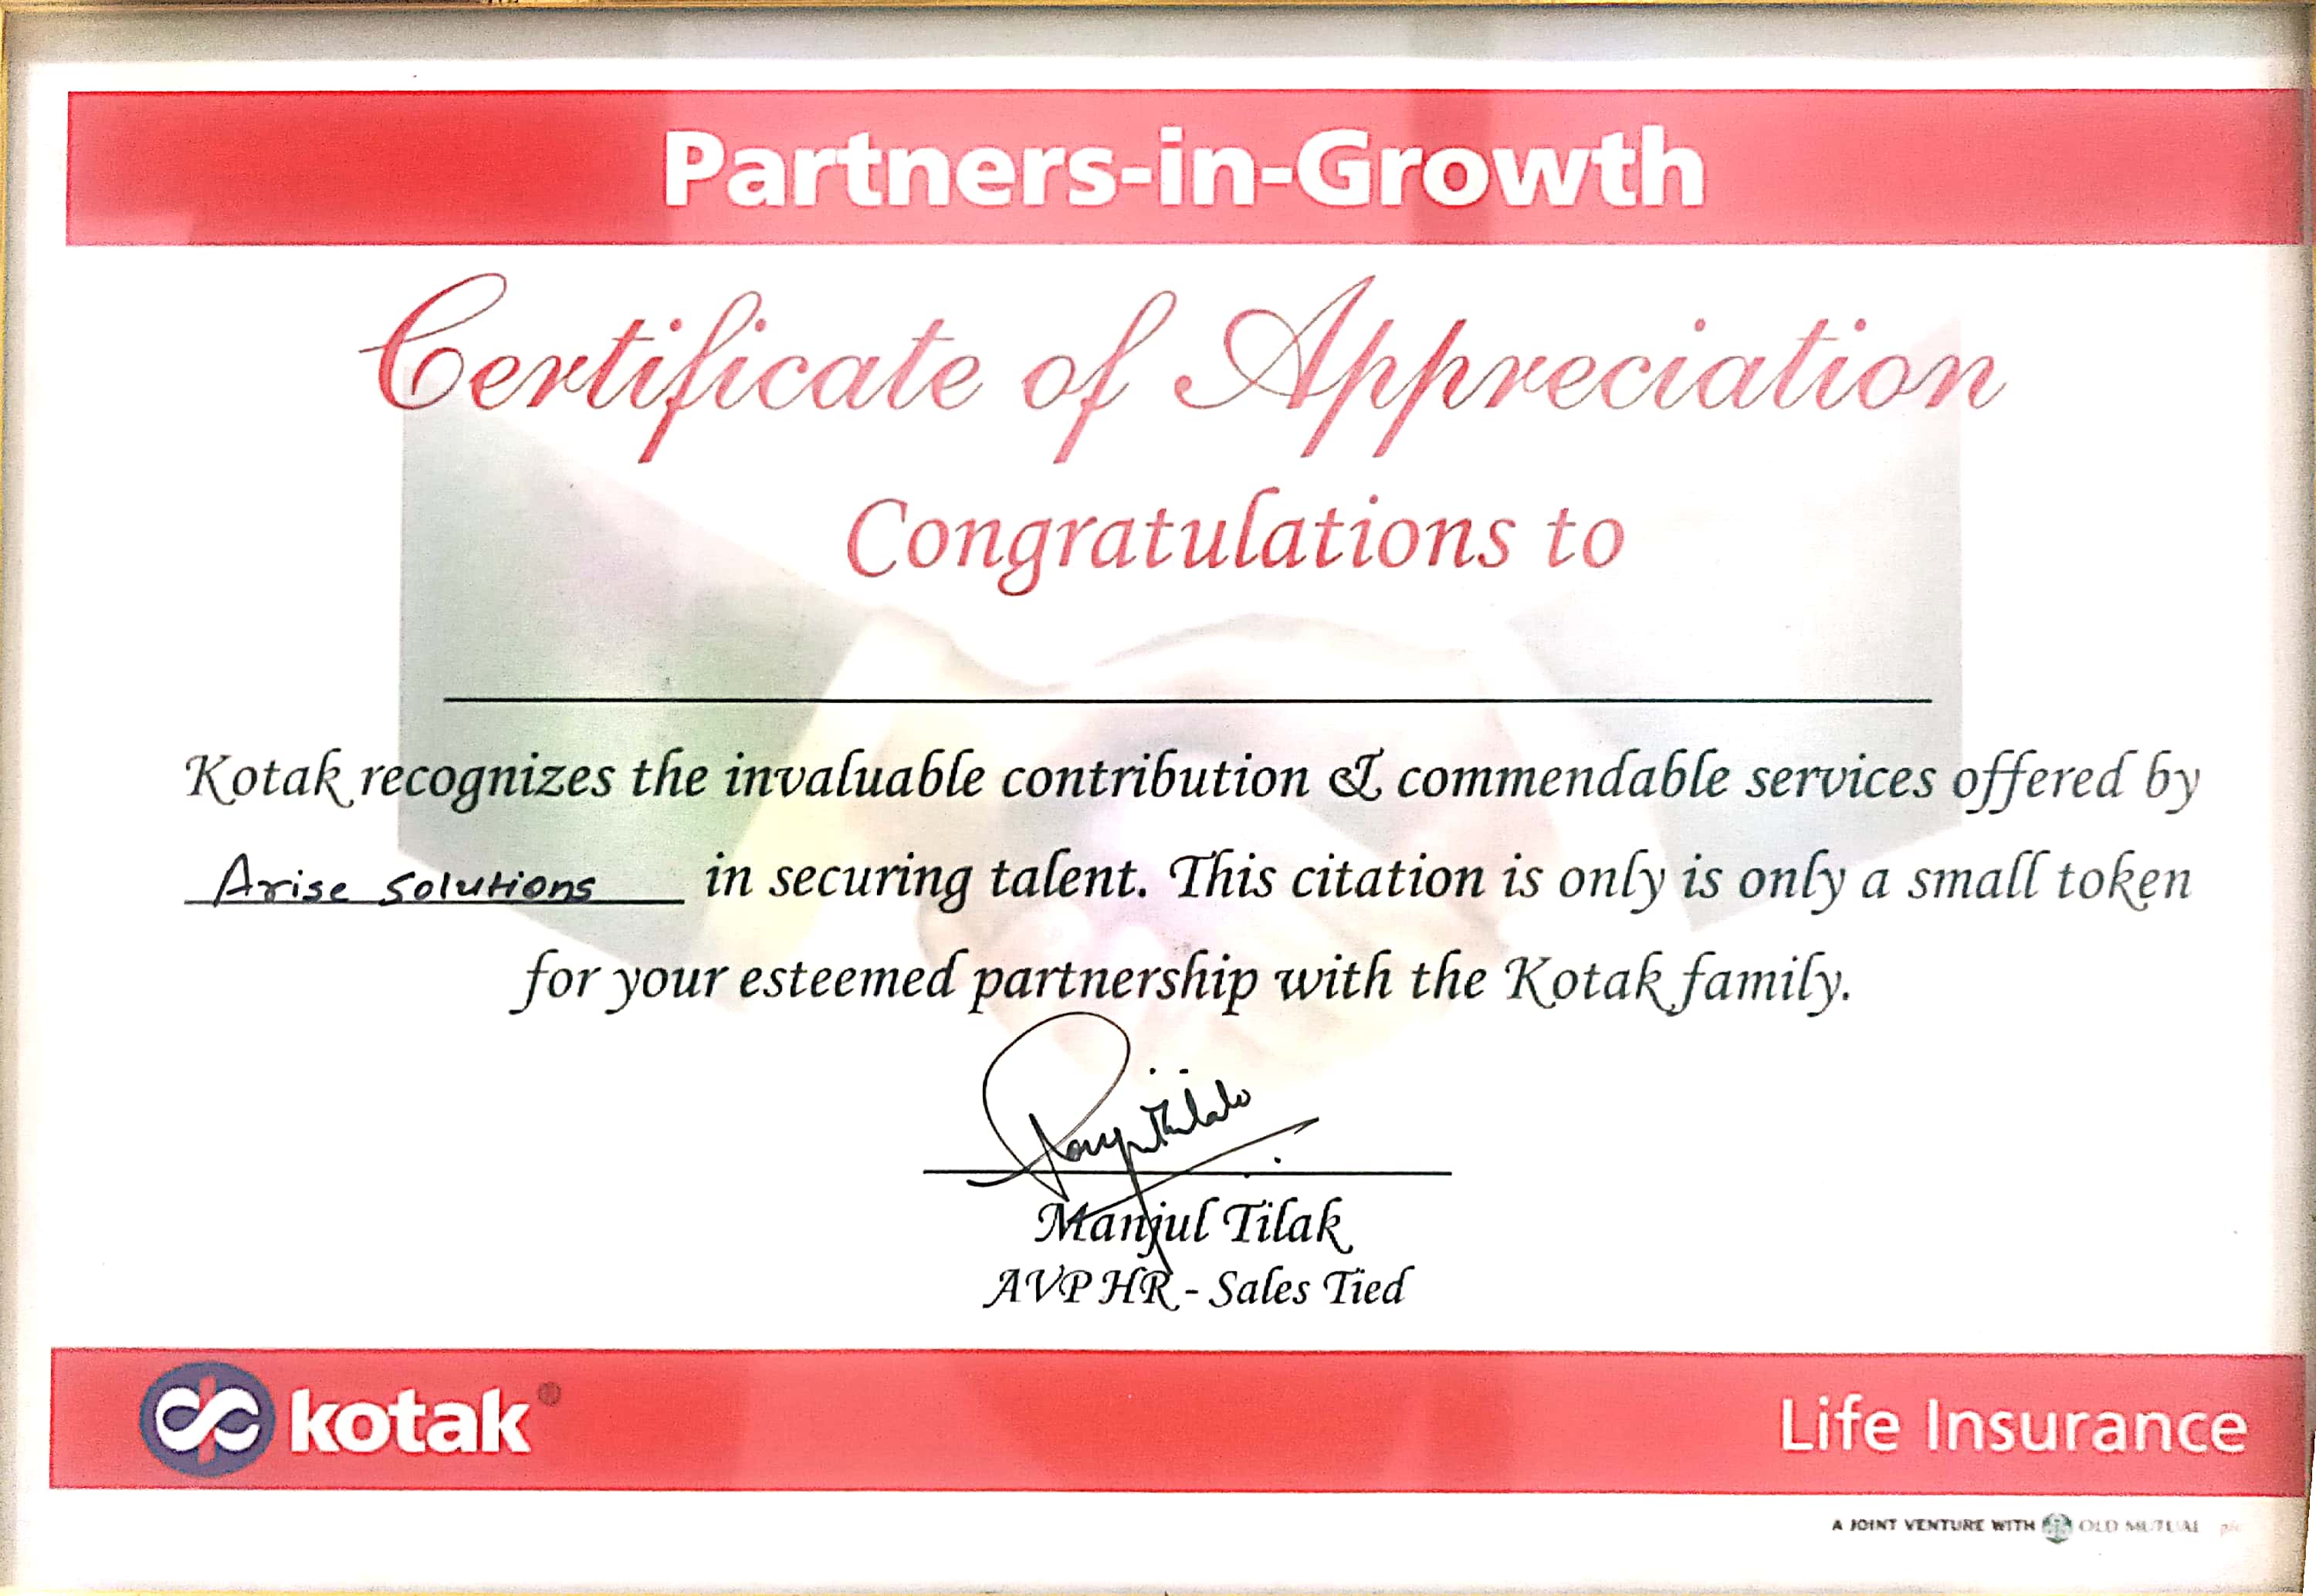 Partners-in-Growth
Certificate of Appreciation
Congratulations to
Kotak recognizes the invaluable contribution & commendable services offered by
Arise Solutions in securing talent. This citation is only is only a small token
for your esteemed partnership with the Kotak family.
Manjul Tilak
AVP HR - Sales Tied
kotak®
Life Insurance
A JOINT VENTURE WITH OLD MUTUAL plc